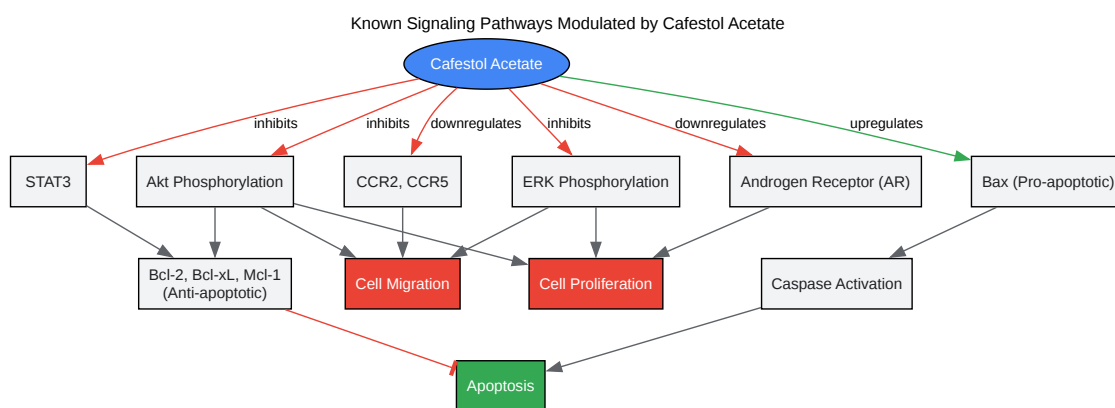 Known Signaling Pathways Modulated by Cafestol Acetate
Cafestol Acetate
inhibits
inhibits
downregulates
inhibits
downregulates
upregulates
STAT3
Akt Phosphorylation
CCR2, CCR5
ERK Phosphorylation
Androgen Receptor (AR)
Bax (Pro-apoptotic)
Bcl-2, Bcl-xL, Mcl-1
(Anti-apoptotic)
Cell Migration
Cell Proliferation
Caspase Activation
Apoptosis